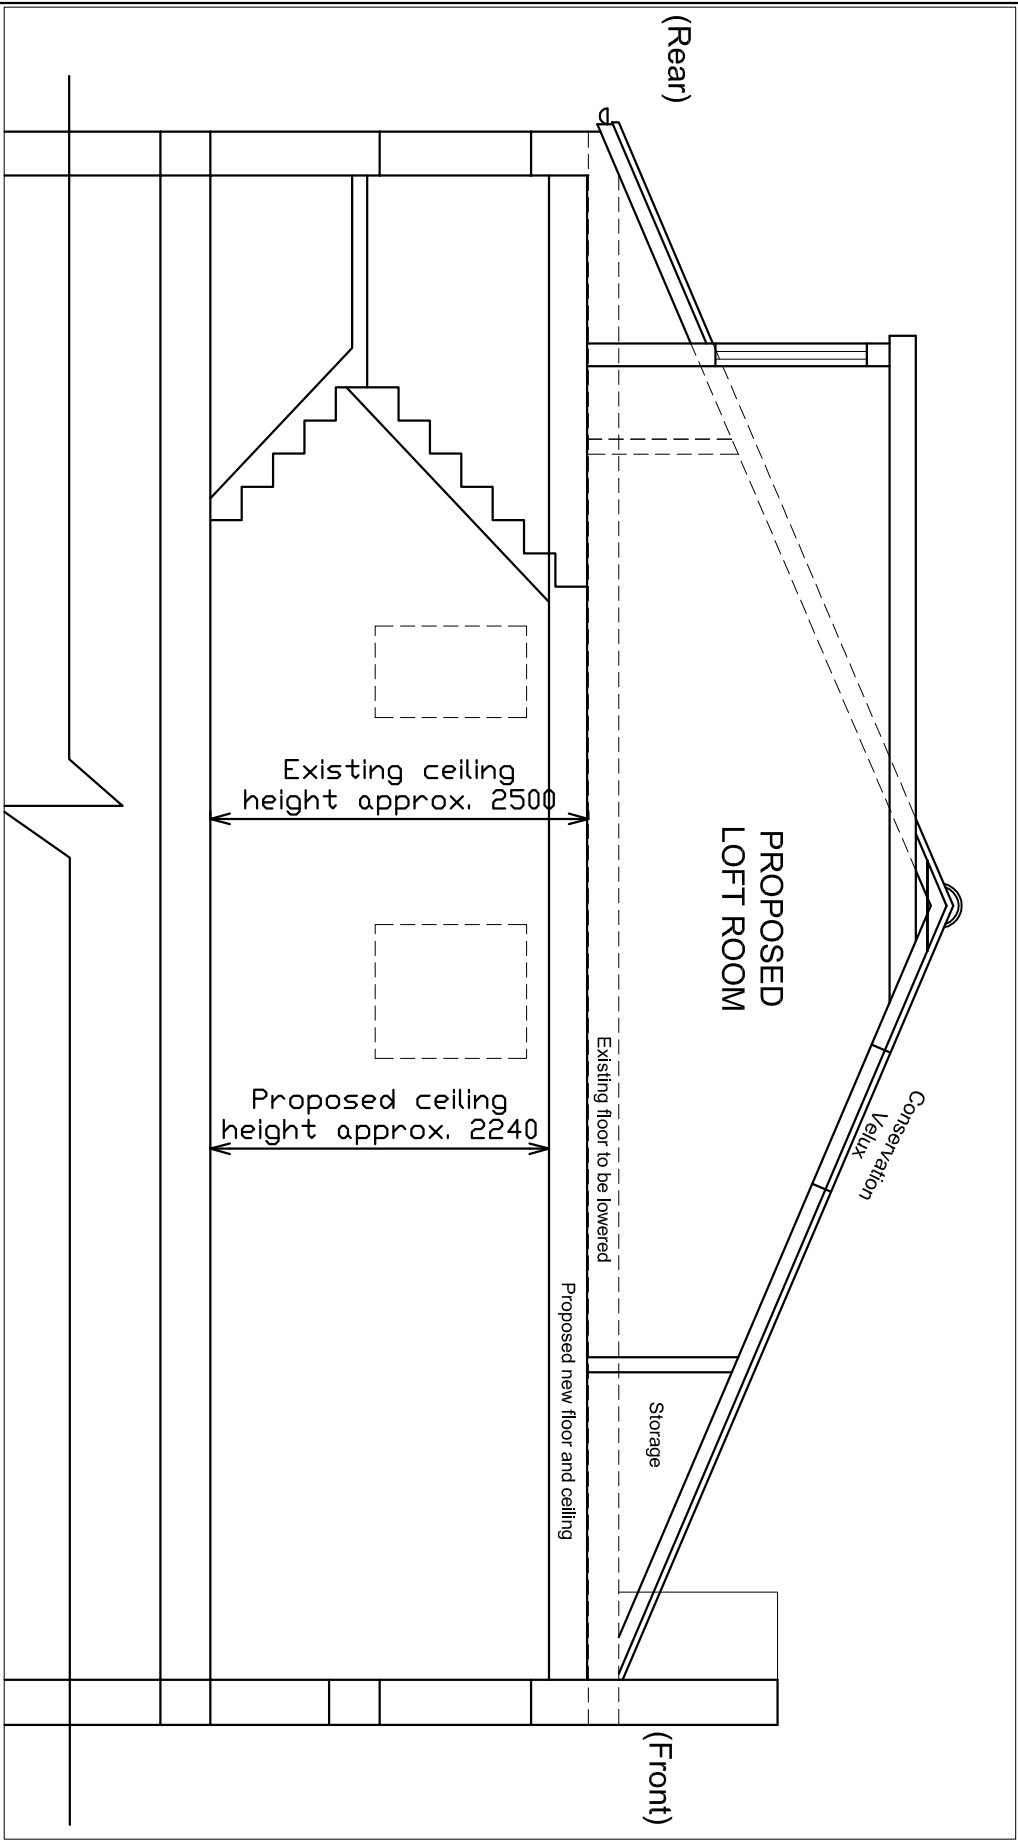 (Rear)
PROPOSED
LOFT ROOM
Conservation
Velux
Existing floor to be lowered
Proposed new floor and ceiling
Storage
(Front)
Existing ceiling
height approx. 2500
Proposed ceiling
height approx. 2240